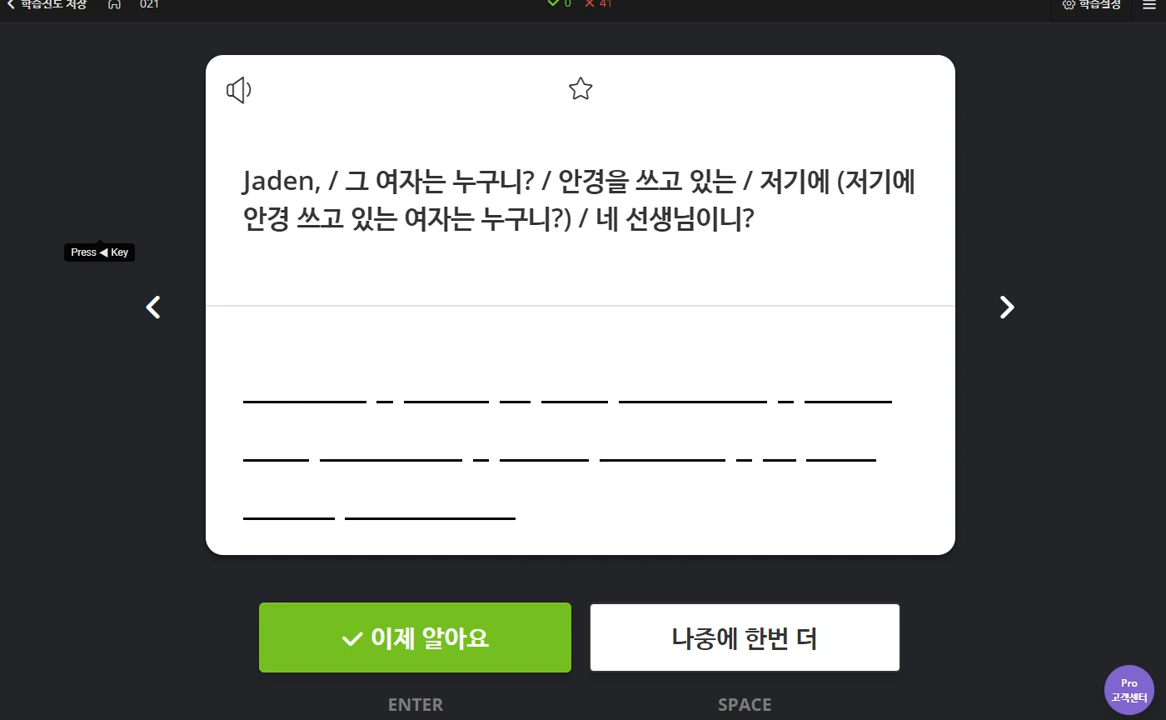 학습진도 저장 021 0 41 학습설정
Jaden, / 그 여자는 누구니? / 안경을 쓰고 있는 / 저기에 (저기에
안경 쓰고 있는 여자는 누구니?) / 네 선생님이니?
Press ◀ Key
이제 알아요
나중에 한번 더
ENTER
SPACE
Pro
고객센터